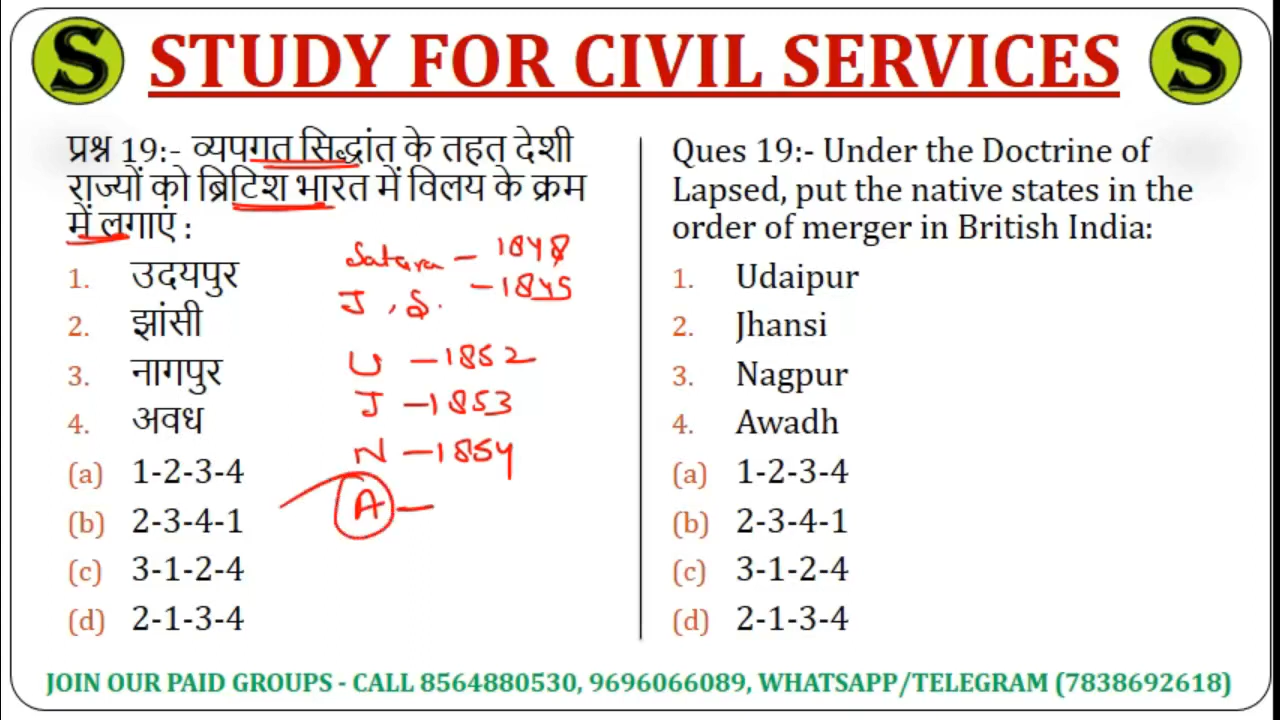 S STUDY FOR CIVIL SERVICES S
प्रश्न 19:- व्यपगत सिद्धांत के तहत देशी
राज्यों को ब्रिटिश भारत में विलय के क्रम
में लगाएं :
1. उदयपुर
2. झांसी
3. नागपुर
4. अवध
(a) 1-2-3-4
(b) 2-3-4-1
(c) 3-1-2-4
(d) 2-1-3-4
Satara - 1848
J, S. - 1845
U - 1852
J - 1853
N - 1854
A -
Ques 19:- Under the Doctrine of
Lapsed, put the native states in the
order of merger in British India:
1. Udaipur
2. Jhansi
3. Nagpur
4. Awadh
(a) 1-2-3-4
(b) 2-3-4-1
(c) 3-1-2-4
(d) 2-1-3-4
JOIN OUR PAID GROUPS - CALL 8564880530, 9696066089, WHATSAPP/TELEGRAM (7838692618)